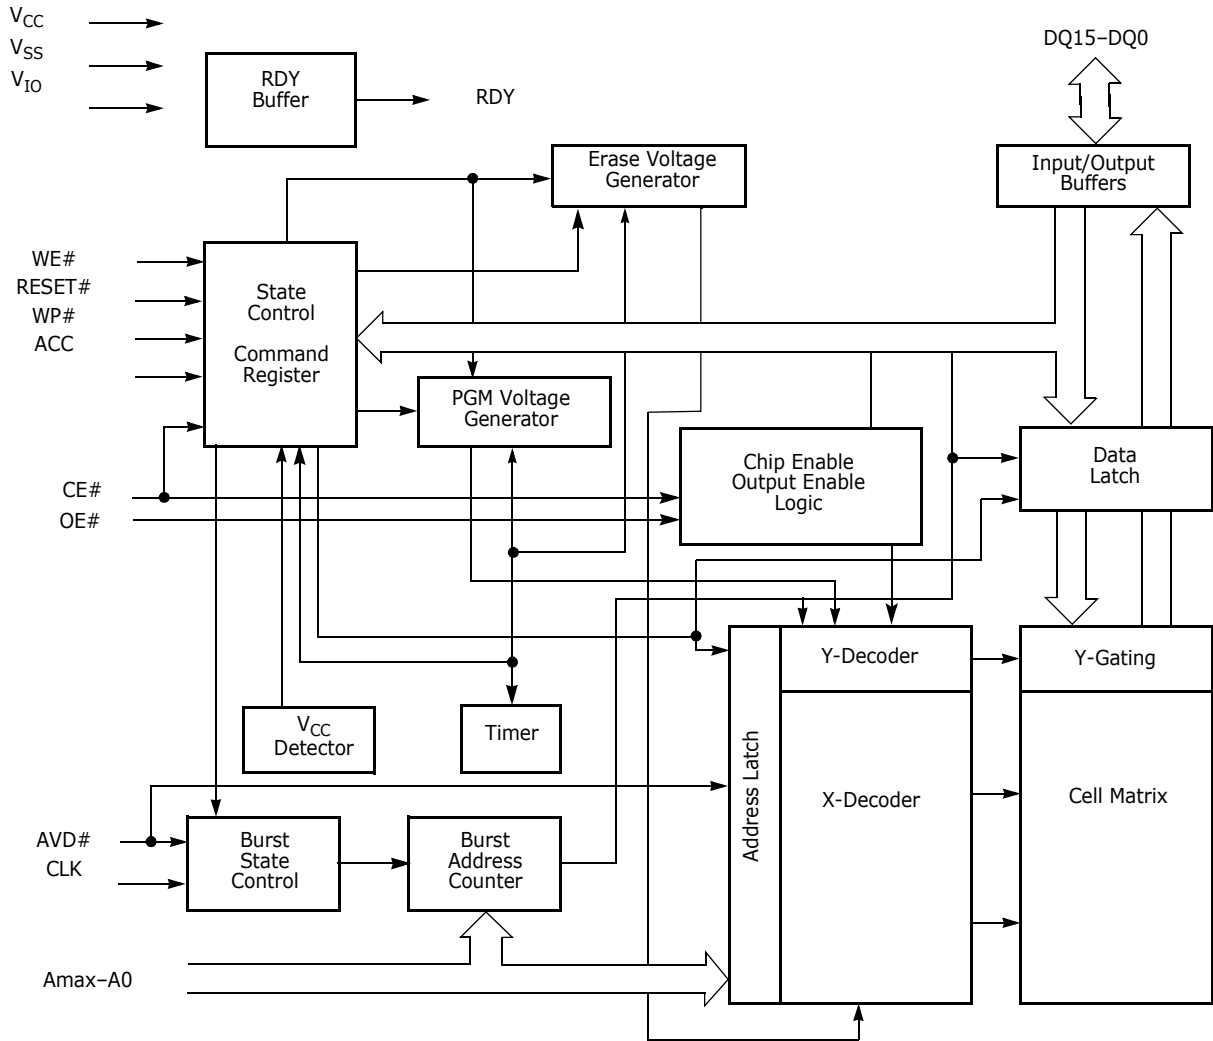 VCC
VSS
VIO
RDY
Buffer
RDY
DQ15–DQ0
Erase Voltage
Generator
Input/Output
Buffers
WE#
RESET#
WP#
ACC
State
Control
Command
Register
PGM Voltage
Generator
Chip Enable
Output Enable
Logic
Data
Latch
CE#
OE#
Y-Decoder
Y-Gating
VCC
Detector
Timer
Address Latch
X-Decoder
Cell Matrix
AVD#
CLK
Burst
State
Control
Burst
Address
Counter
Amax–A0